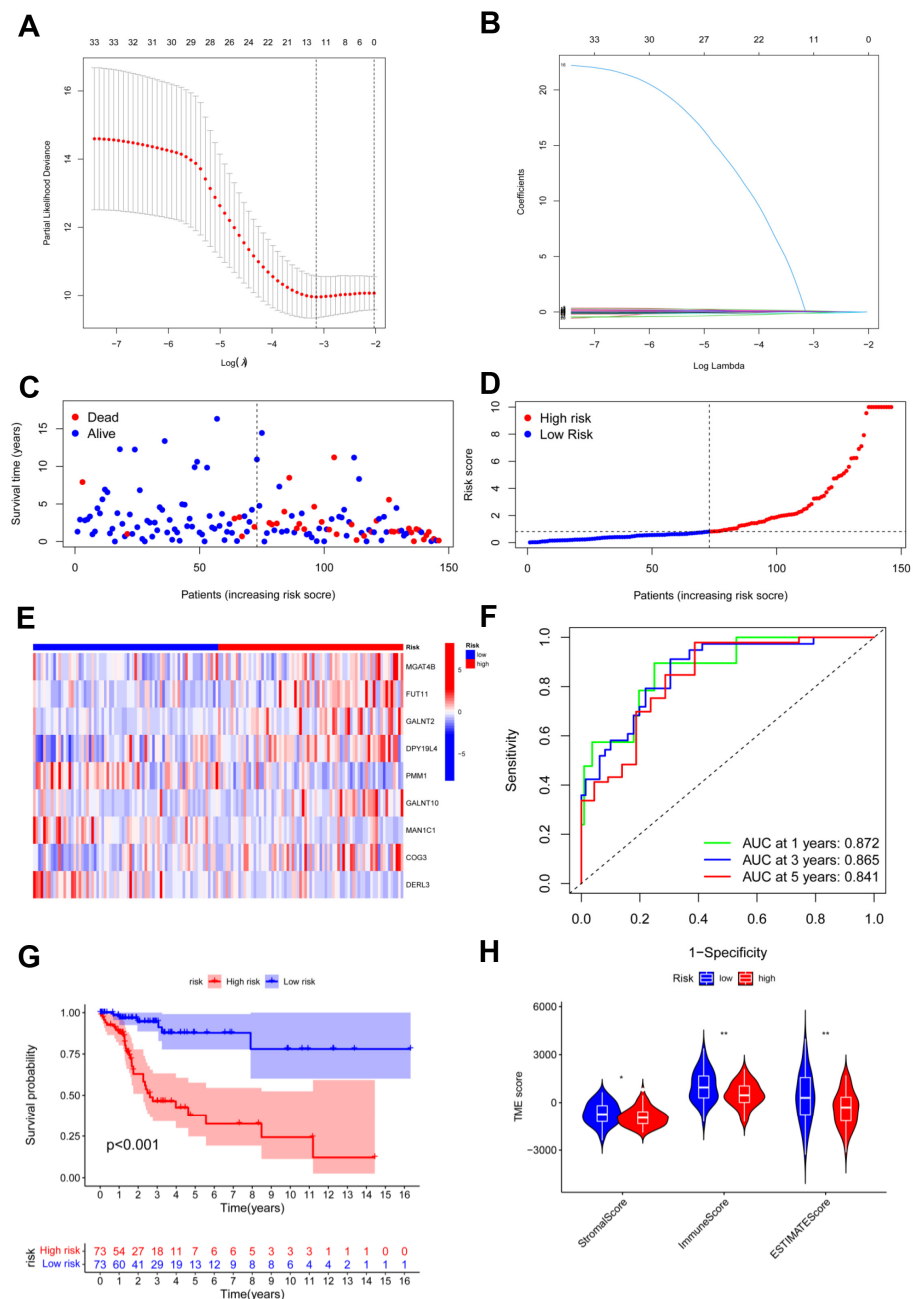 A
33 33 32 31 30 29 28 26 24 22 21 13 11 8 6 0
Partial Likelihood Deviance
16
14
12
10
−7 −6 −5 −4 −3 −2
Log(λ)
B
33 30 27 22 11 0
Coefficients
20
15
10
5
0
−7 −6 −5 −4 −3 −2
Log Lambda
C
Dead
Alive
Survival time (years)
15
10
5
0
0 50 100 150
Patients (increasing risk socre)
D
High risk
Low Risk
Risk score
10
8
6
4
2
0
0 50 100 150
Patients (increasing risk socre)
E
Risk
MGAT4B
FUT11
GALNT2
DPY19L4
PMM1
GALNT10
MAN1C1
COG3
DERL3
5
0
−5
Risk
low
high
F
Sensitivity
1.0
0.8
0.6
0.4
0.2
0.0
AUC at 1 years: 0.872
AUC at 3 years: 0.865
AUC at 5 years: 0.841
0.0 0.2 0.4 0.6 0.8 1.0
1−Specificity
G
risk High risk Low risk
Survival probability
1.00
0.75
0.50
0.25
0.00
p<0.001
0 1 2 3 4 5 6 7 8 9 10 11 12 13 14 15 16
Time(years)
risk
High risk 73 54 27 18 11 7 6 6 5 3 3 3 1 1 1 0 0
Low risk 73 60 41 29 19 13 12 9 8 8 6 4 4 2 1 1 1
0 1 2 3 4 5 6 7 8 9 10 11 12 13 14 15 16
Time(years)
H
Risk low high
TME score
6000
3000
0
−3000
* ** **
StromalScore
ImmuneScore
ESTIMATEScore